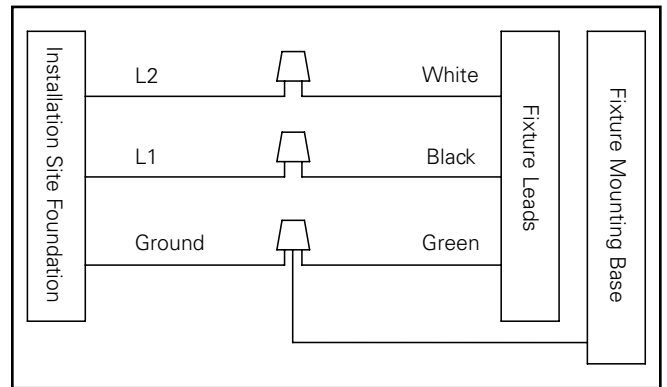 Installation Site Foundation
L2
White
L1
Black
Ground
Green
Fixture Leads
Fixture Mounting Base